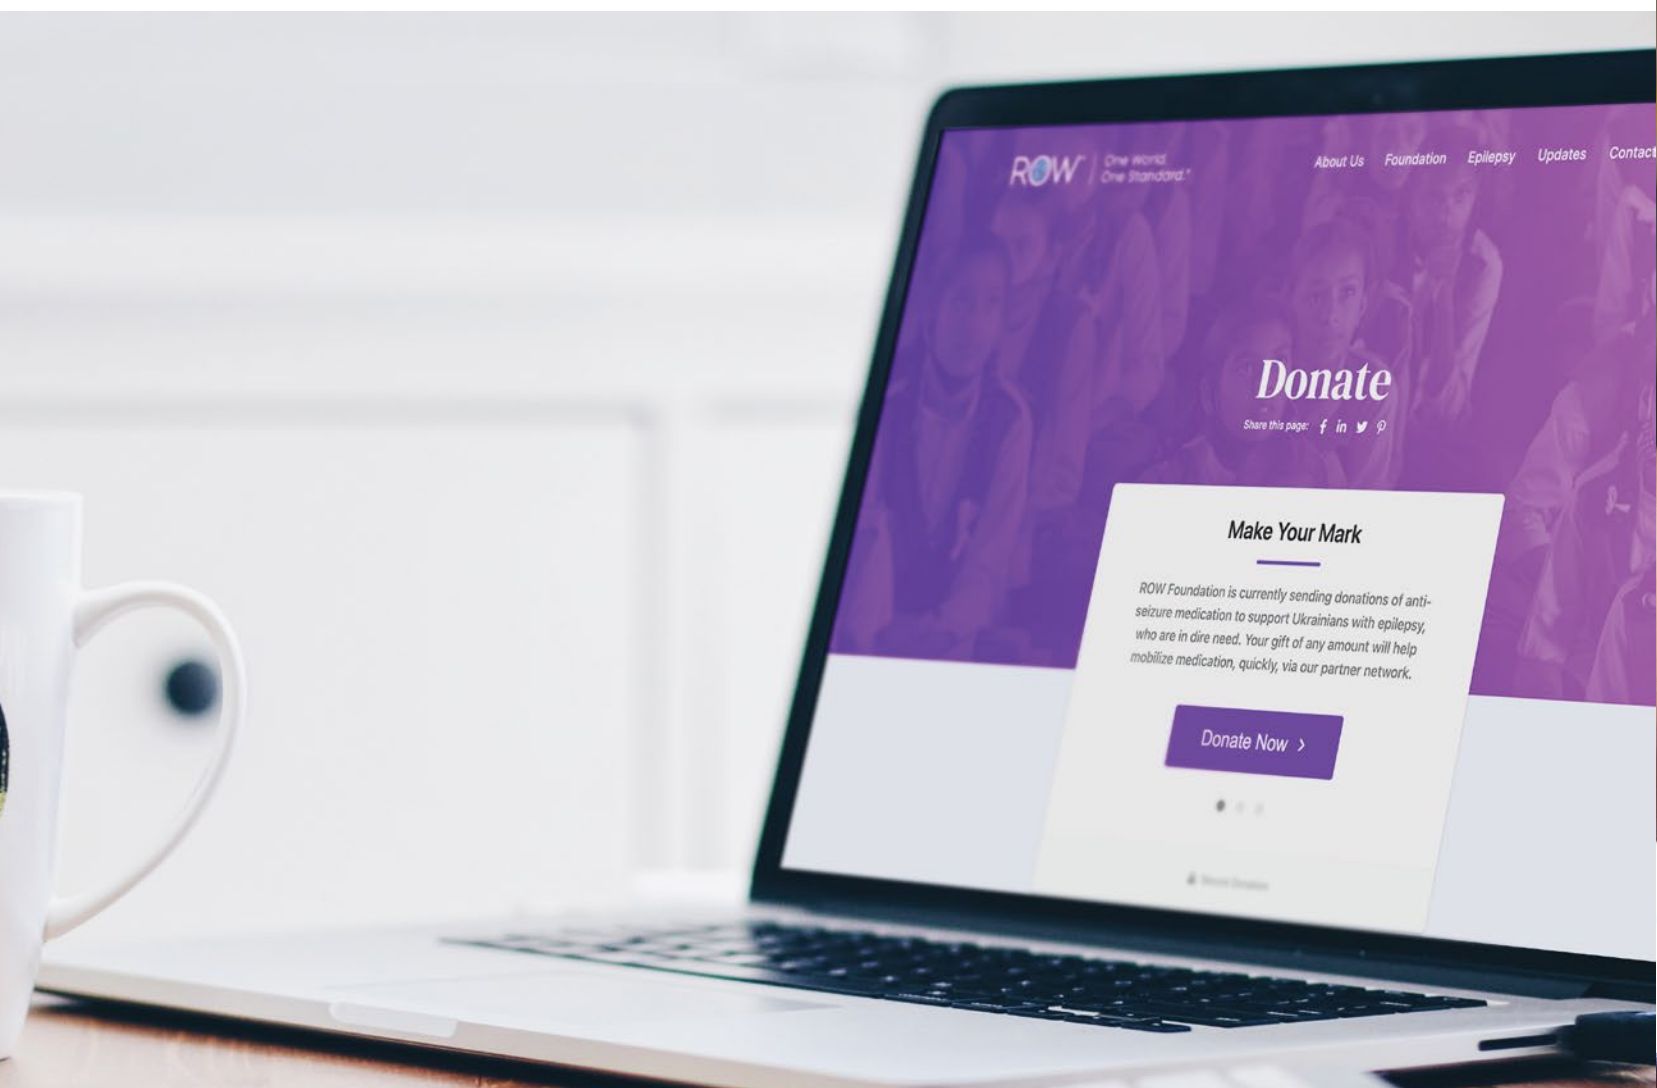 ROW
One World.
One Standard.
About Us Foundation Epilepsy Updates Contact
Donate
Share this page:
Make Your Mark
ROW Foundation is currently sending donations of anti-
seizure medication to support Ukrainians with epilepsy,
who are in dire need. Your gift of any amount will help
mobilize medication, quickly, via our partner network.
Donate Now